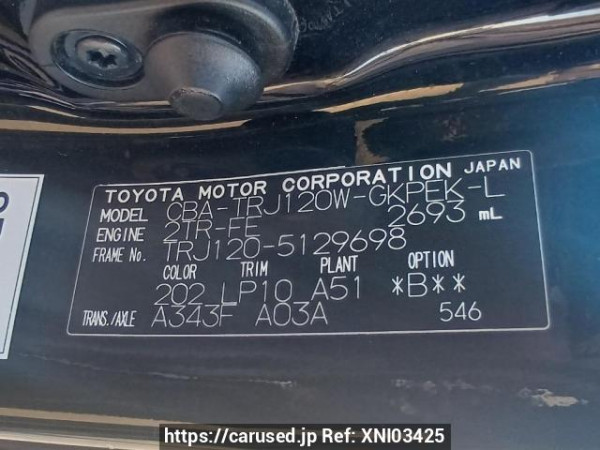 TOYOTA MOTOR CORPORATION JAPAN
MODEL CBA-TRJ120W-GKPEK-L
ENGINE 2TR-FE 2693 mL
FRAME No. TRJ120-5129698
COLOR TRIM PLANT OPTION
202 LP10 A51 *B**
TRANS./AXLE A343F A03A 546
https://carused.jp Ref: XNI03425